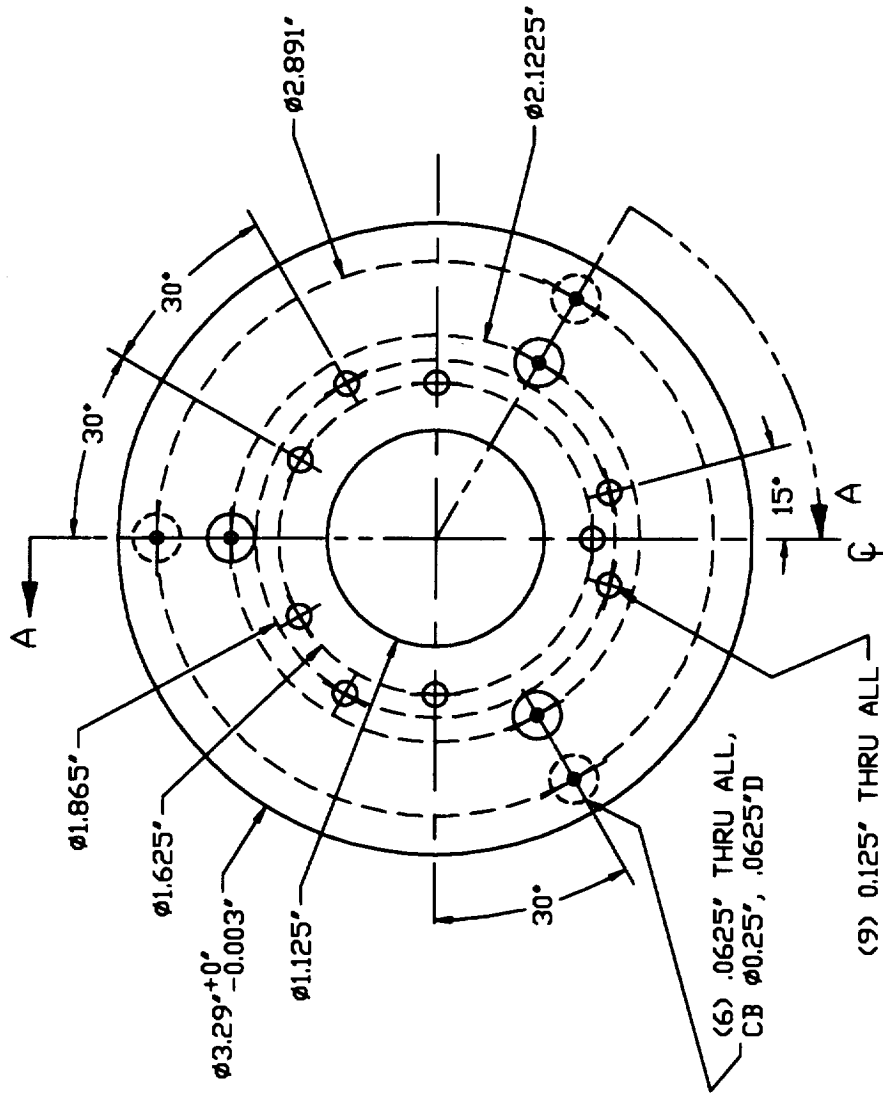 A
ø2.891"
30°
30°
ø2.1225"
ø1.865"
ø1.625"
ø3.29"+0"
-0.003"
ø1.125"
15°
A
℄
30°
(6) .0625" THRU ALL,
CB ø0.25", .0625"D
(9) 0.125" THRU ALL